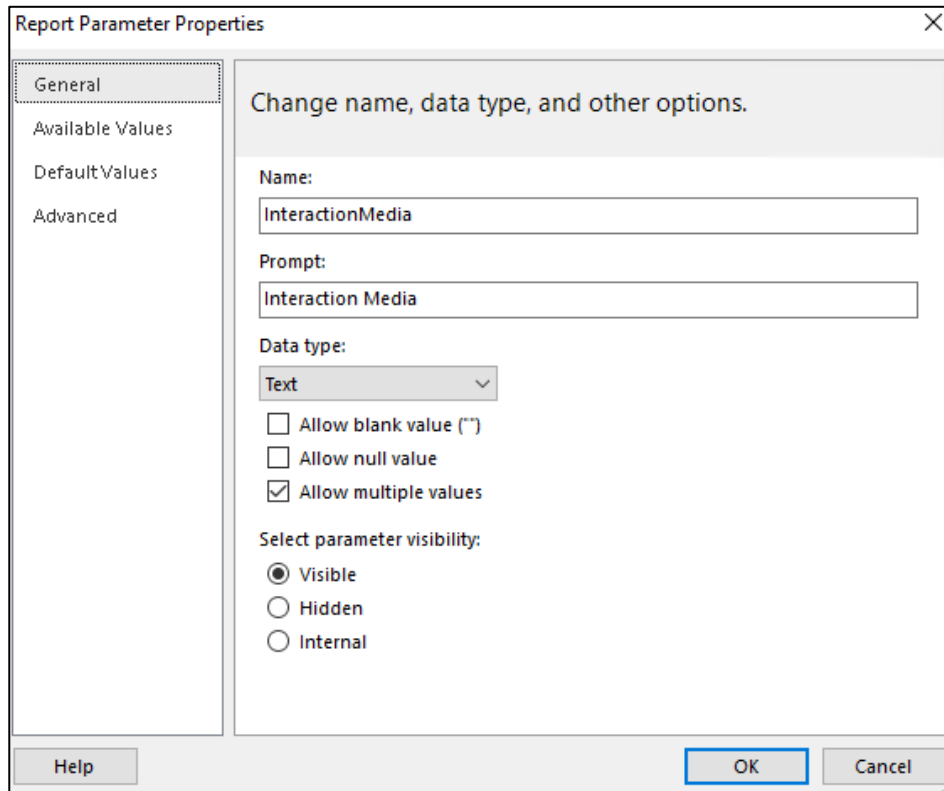 Report Parameter Properties
General
Available Values
Default Values
Advanced
Change name, data type, and other options.
Name:
InteractionMedia
Prompt:
Interaction Media
Data type:
Text
Allow blank value ("")
Allow null value
Allow multiple values
Select parameter visibility:
Visible
Hidden
Internal
Help
OK
Cancel